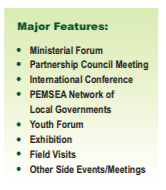 Major Features:
• Ministerial Forum
• Partnership Council Meeting
• International Conference
• PEMSEA Network of
Local Governments
• Youth Forum
• Exhibition
• Field Visits
• Other Side Events/Meetings